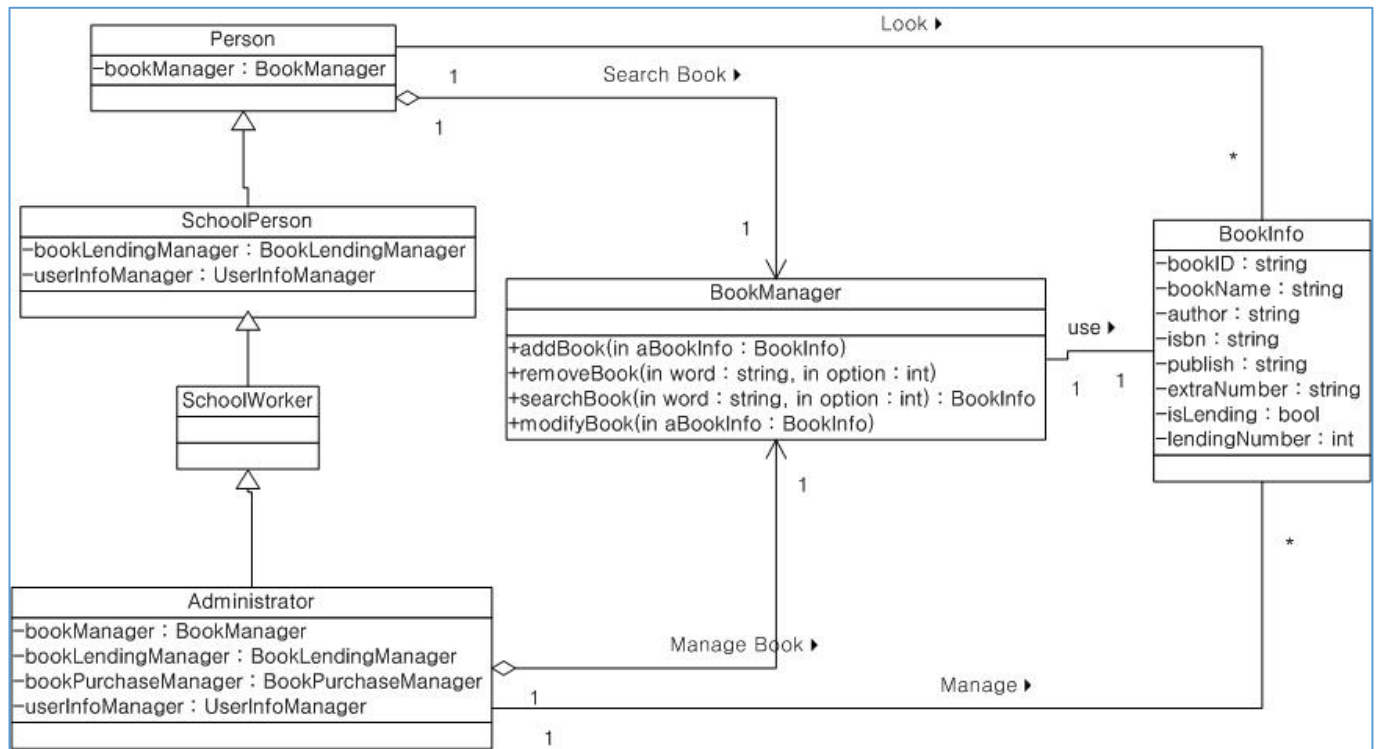 Look ▶
Person
-bookManager : BookManager
1
Search Book ▶
1
*
SchoolPerson
-bookLendingManager : BookLendingManager
-userInfoManager : UserInfoManager
1
BookInfo
-bookID : string
-bookName : string
-author : string
-isbn : string
-publish : string
-extraNumber : string
-isLending : bool
-lendingNumber : int
BookManager
+addBook(in aBookInfo : BookInfo)
+removeBook(in word : string, in option : int)
+searchBook(in word : string, in option : int) : BookInfo
+modifyBook(in aBookInfo : BookInfo)
use ▶
1
1
SchoolWorker
1
*
Administrator
-bookManager : BookManager
-bookLendingManager : BookLendingManager
-bookPurchaseManager : BookPurchaseManager
-userInfoManager : UserInfoManager
Manage Book ▶
1
Manage ▶
1